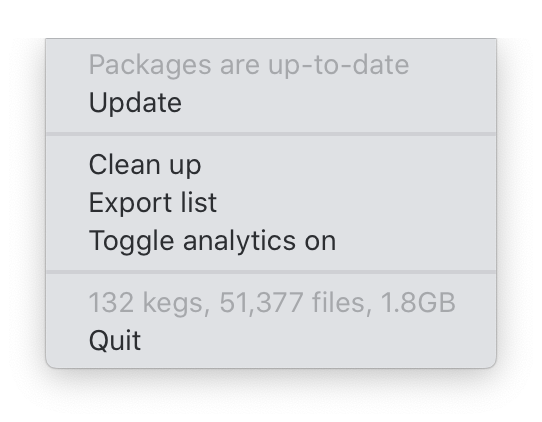 Packages are up-to-date
Update
Clean up
Export list
Toggle analytics on
132 kegs, 51,377 files, 1.8GB
Quit